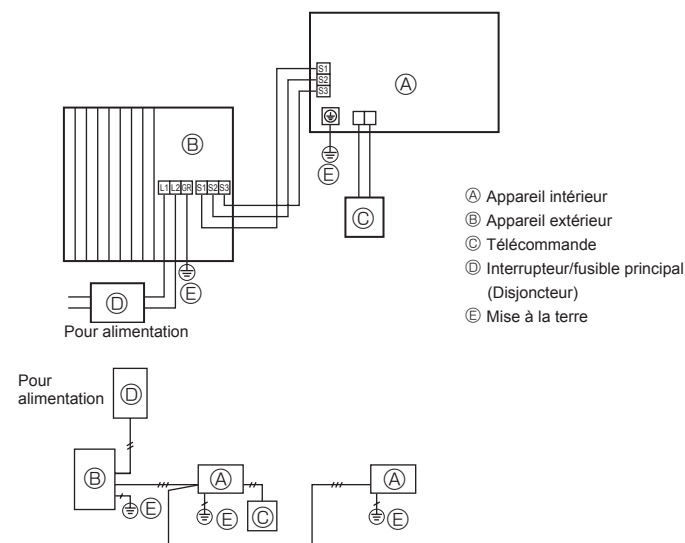 S1
S2
S3
Ⓐ
Ⓑ
L1 L2 GR S1 S2 S3
Ⓔ
Ⓒ
Ⓔ
Ⓓ
Pour alimentation
Ⓐ Appareil intérieur
Ⓑ Appareil extérieur
Ⓒ Télécommande
Ⓓ Interrupteur/fusible principal
(Disjoncteur)
Ⓔ Mise à la terre
Pour
alimentation
Ⓓ
Ⓑ
Ⓔ
Ⓐ
Ⓔ
Ⓒ
Ⓐ
Ⓔ